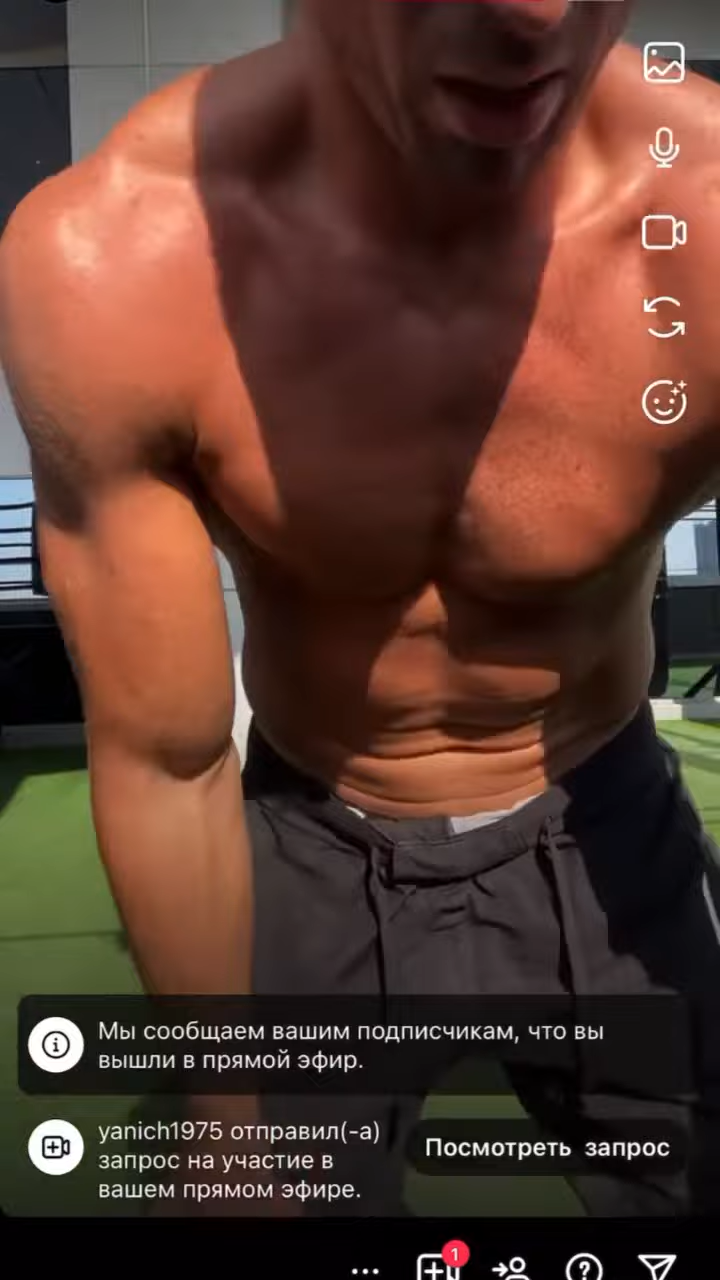 Мы сообщаем вашим подписчикам, что вы
вышли в прямой эфир.
yanich1975 отправил(-а)
запрос на участие в
вашем прямом эфире.
Посмотреть запрос
1